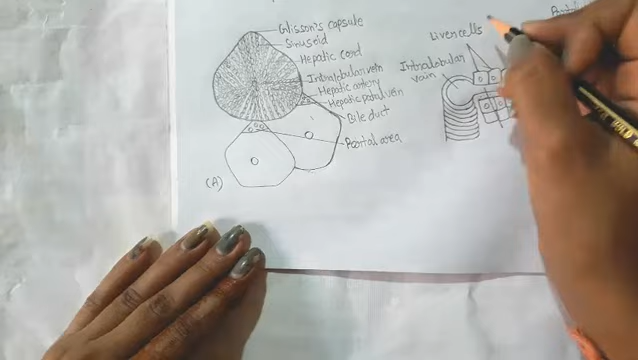 Glisson's capsule
Sinusoid
Hepatic cord
Intralobular vein
Hepatic artery
Hepatic portal vein
Bile duct
Portal area
(A)
Liver cells
Intralobular
vain